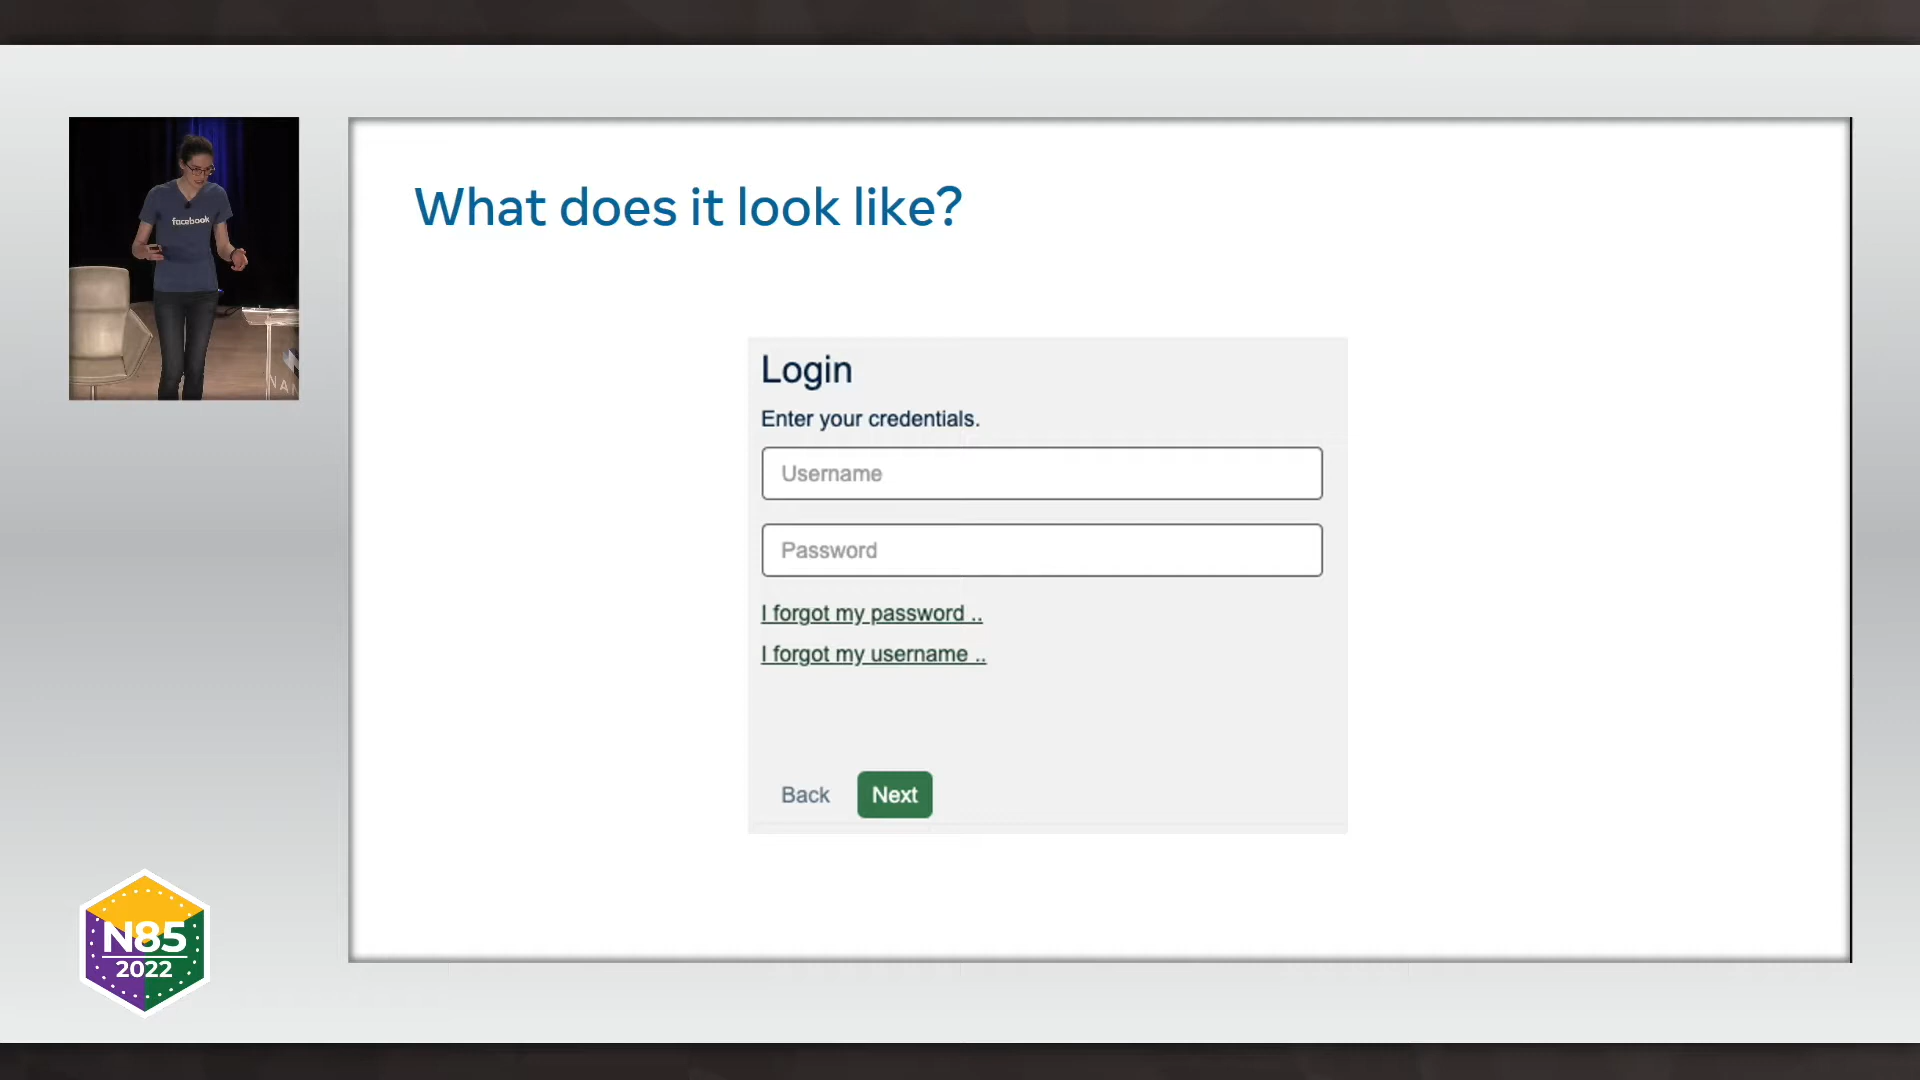 facebook
NAN
What does it look like?
Login
Enter your credentials.
Username
Password
I forgot my password ..
I forgot my username ..
Back
Next
N85
2022